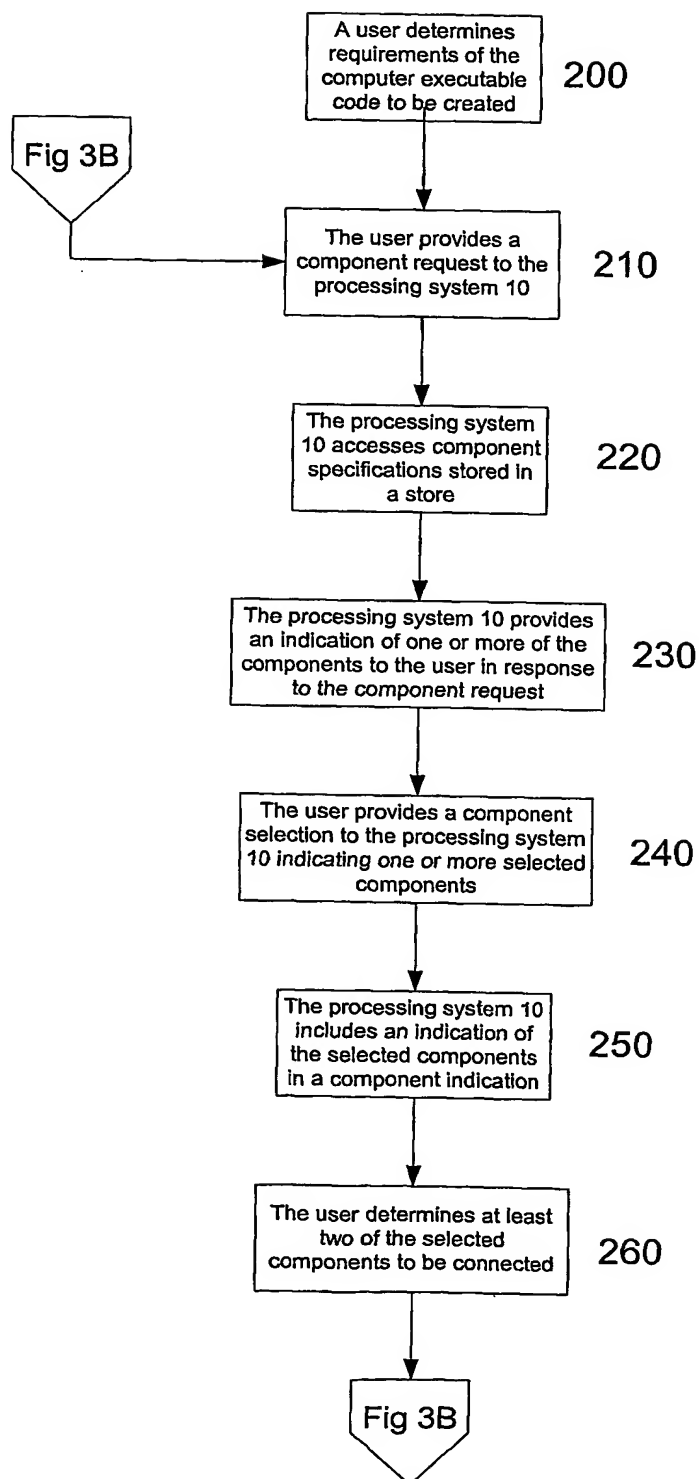 A user determines
requirements of the
computer executable
code to be created
200
Fig 3B
The user provides a
component request to the
processing system 10
210
The processing system
10 accesses component
specifications stored in
a store
220
The processing system 10 provides
an indication of one or more of the
components to the user in response
to the component request
230
The user provides a component
selection to the processing system
10 indicating one or more selected
components
240
The processing system 10
includes an indication of
the selected components
in a component indication
250
The user determines at least
two of the selected
components to be connected
260
Fig 3B